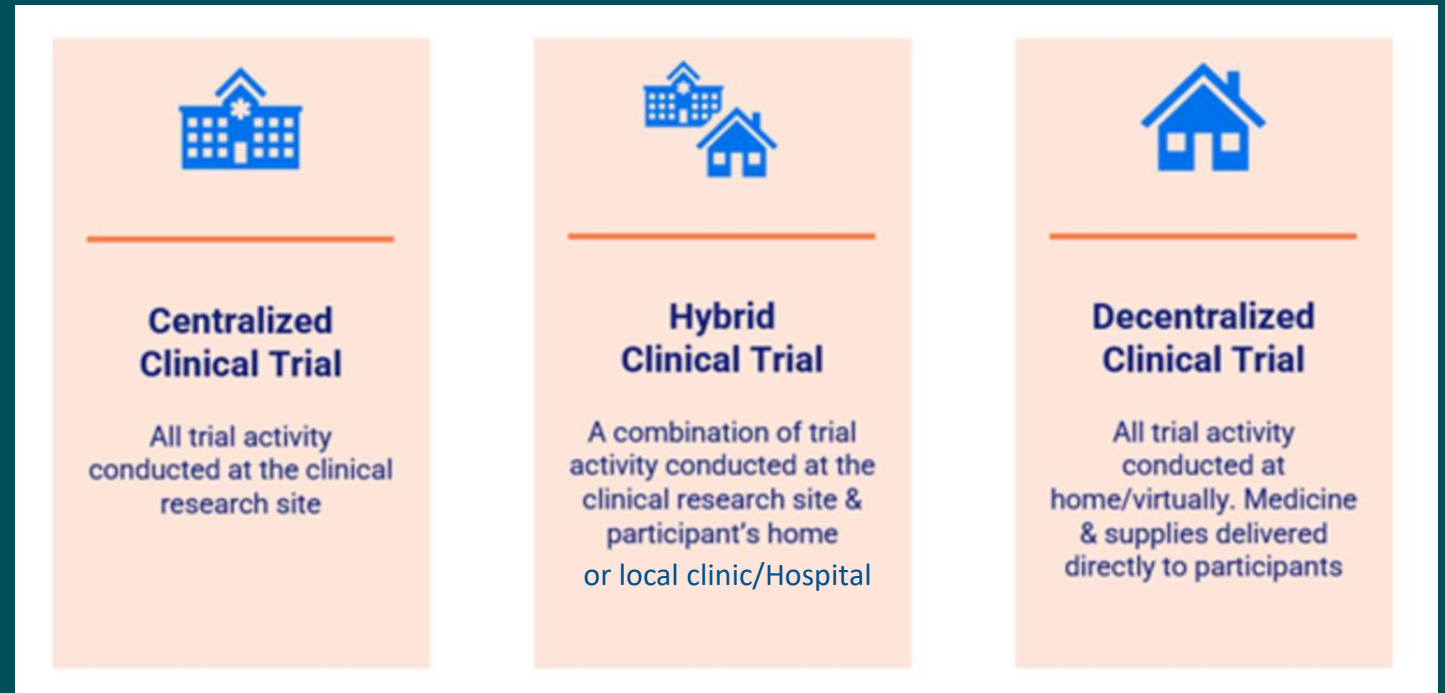 Centralized
Clinical Trial
All trial activity
conducted at the clinical
research site
Hybrid
Clinical Trial
A combination of trial
activity conducted at the
clinical research site &
participant's home
or local clinic/Hospital
Decentralized
Clinical Trial
All trial activity
conducted at
home/virtually. Medicine
& supplies delivered
directly to participants